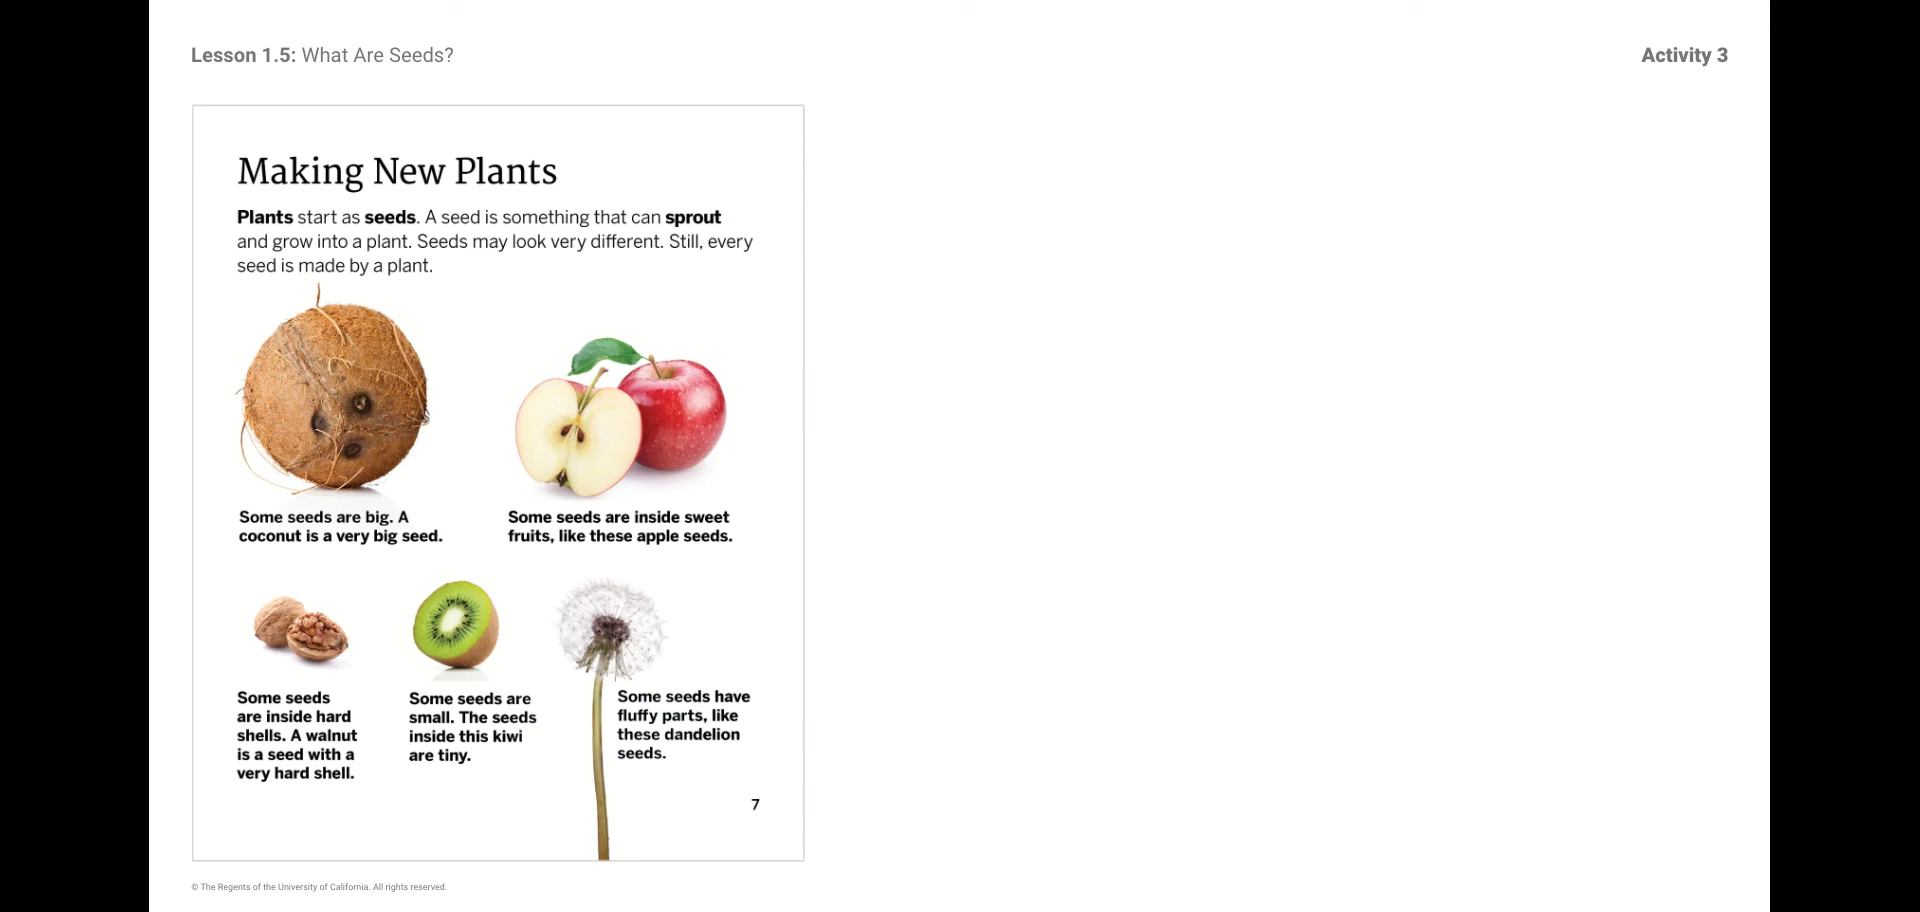 Lesson 1.5: What Are Seeds?
Activity 3
Making New Plants
Plants start as seeds. A seed is something that can sprout
and grow into a plant. Seeds may look very different. Still, every
seed is made by a plant.
Some seeds are big. A
coconut is a very big seed.
Some seeds are inside sweet
fruits, like these apple seeds.
Some seeds
are inside hard
shells. A walnut
is a seed with a
very hard shell.
Some seeds are
small. The seeds
inside this kiwi
are tiny.
Some seeds have
fluffy parts, like
these dandelion
seeds.
7
© The Regents of the University of California. All rights reserved.